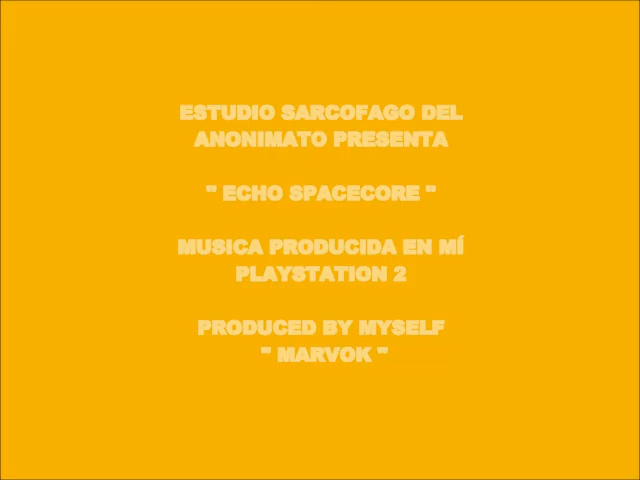 ESTUDIO SARCOFAGO DEL
ANONIMATO PRESENTA
" ECHO SPACECORE "
MUSICA PRODUCIDA EN MÍ
PLAYSTATION 2
PRODUCED BY MYSELF
" MARVOK "